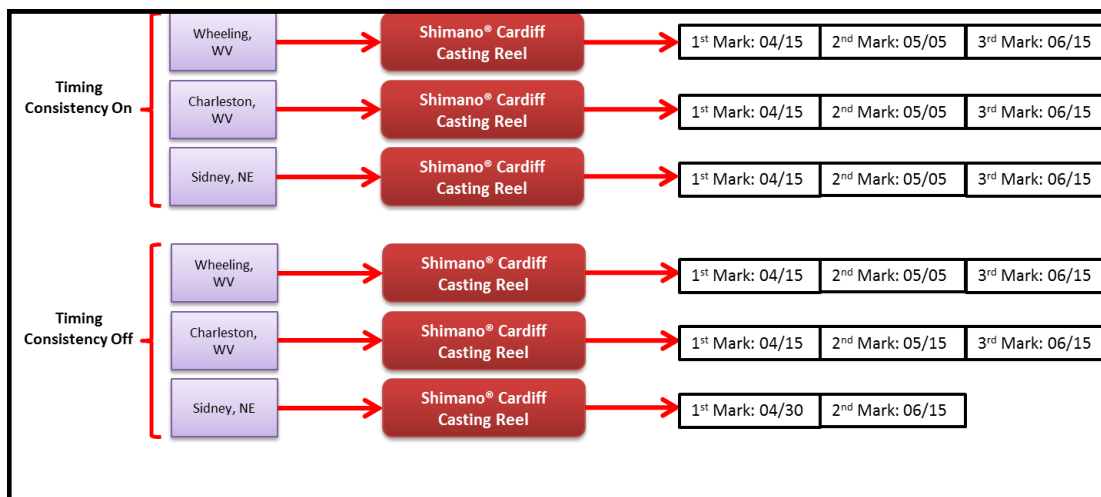 Timing
Consistency On
Wheeling,
WV
Shimano® Cardiff
Casting Reel
1st Mark: 04/15
2nd Mark: 05/05
3rd Mark: 06/15
Charleston,
WV
Shimano® Cardiff
Casting Reel
1st Mark: 04/15
2nd Mark: 05/05
3rd Mark: 06/15
Sidney, NE
Shimano® Cardiff
Casting Reel
1st Mark: 04/15
2nd Mark: 05/05
3rd Mark: 06/15
Timing
Consistency Off
Wheeling,
WV
Shimano® Cardiff
Casting Reel
1st Mark: 04/15
2nd Mark: 05/05
3rd Mark: 06/15
Charleston,
WV
Shimano® Cardiff
Casting Reel
1st Mark: 04/15
2nd Mark: 05/15
3rd Mark: 06/15
Sidney, NE
Shimano® Cardiff
Casting Reel
1st Mark: 04/30
2nd Mark: 06/15